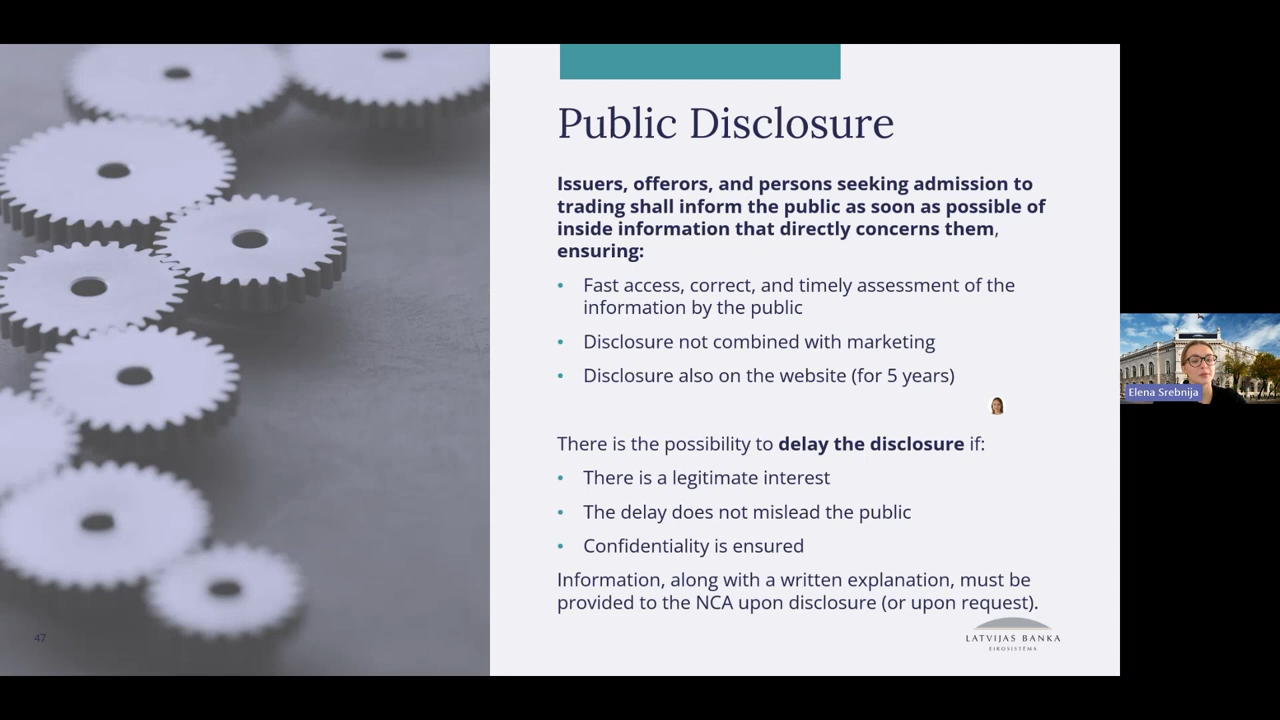 Public Disclosure
Issuers, offerors, and persons seeking admission to
trading shall inform the public as soon as possible of
inside information that directly concerns them,
ensuring:
• Fast access, correct, and timely assessment of the
information by the public
• Disclosure not combined with marketing
• Disclosure also on the website (for 5 years)
There is the possibility to delay the disclosure if:
• There is a legitimate interest
• The delay does not mislead the public
• Confidentiality is ensured
Information, along with a written explanation, must be
provided to the NCA upon disclosure (or upon request).
47
LATVIJAS BANKA
EIROSISTĒMA
Elena Srebnija